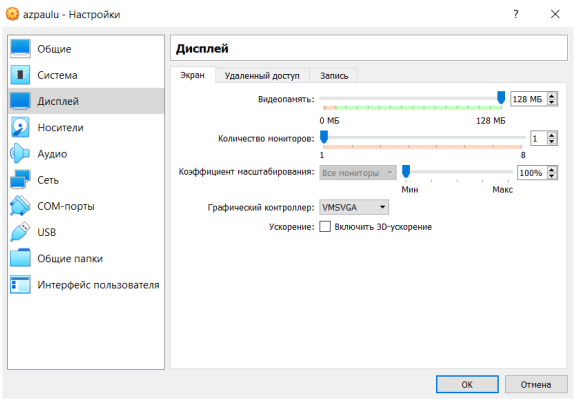 azpaulu - Настройки
?
Общие
Система
Дисплей
Носители
Аудио
Сеть
COM-порты
USB
Общие папки
Интерфейс пользователя
Дисплей
Экран Удаленный доступ Запись
Видеопамять: 128 МБ
0 МБ 128 МБ
Количество мониторов: 1
1 8
Коэффициент масштабирования: Все мониторы 100%
Мин Макс
Графический контроллер: VMSVGA
Ускорение: Включить 3D-ускорение
OK Отмена